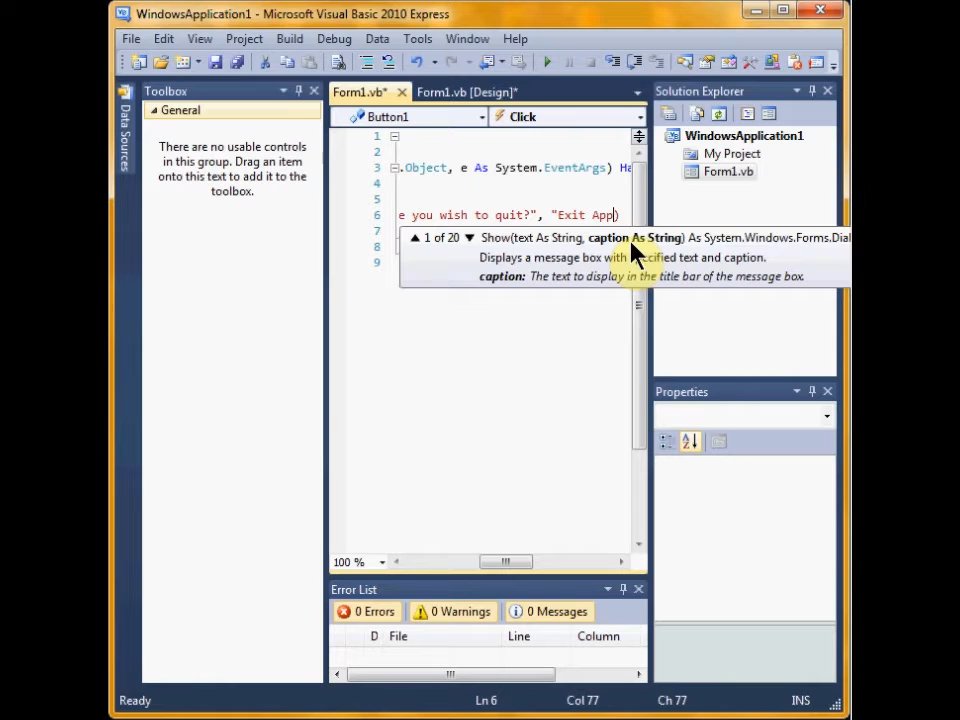 WindowsApplication1 - Microsoft Visual Basic 2010 Express
File Edit View Project Build Debug Data Tools Window Help
Data Sources
Toolbox
General
There are no usable controls
in this group. Drag an item
onto this text to add it to the
toolbox.
Form1.vb*
Form1.vb [Design]*
Button1
Click
1
2
3 .Object, e As System.EventArgs) Ha
4
5
6 e you wish to quit?", "Exit App)
7
8
9
1 of 20 Show(text As String, caption As String) As System.Windows.Forms.Dial
Displays a message box with specified text and caption.
caption: The text to display in the title bar of the message box.
100 %
Solution Explorer
WindowsApplication1
My Project
Form1.vb
Properties
Error List
0 Errors 0 Warnings 0 Messages
D File Line Column
Ready Ln 6 Col 77 Ch 77 INS